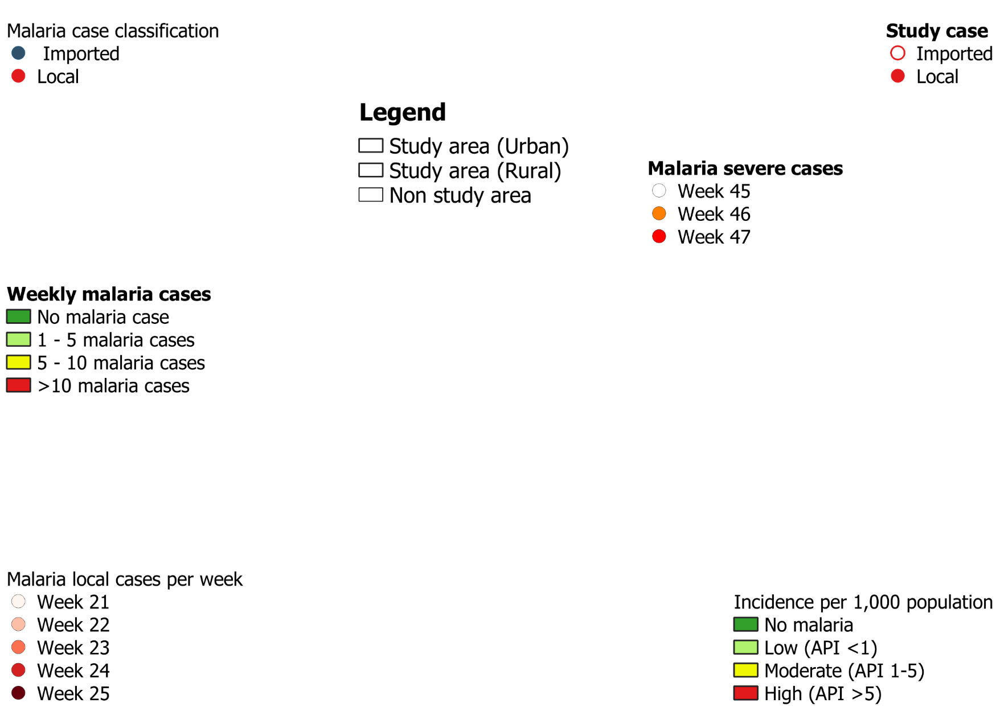 Malaria case classification
Imported
Local
Study case
Imported
Local
Legend
Study area (Urban)
Study area (Rural)
Non study area
Malaria severe cases
Week 45
Week 46
Week 47
Weekly malaria cases
No malaria case
1 - 5 malaria cases
5 - 10 malaria cases
>10 malaria cases
Malaria local cases per week
Week 21
Week 22
Week 23
Week 24
Week 25
Incidence per 1,000 population
No malaria
Low (API <1)
Moderate (API 1-5)
High (API >5)